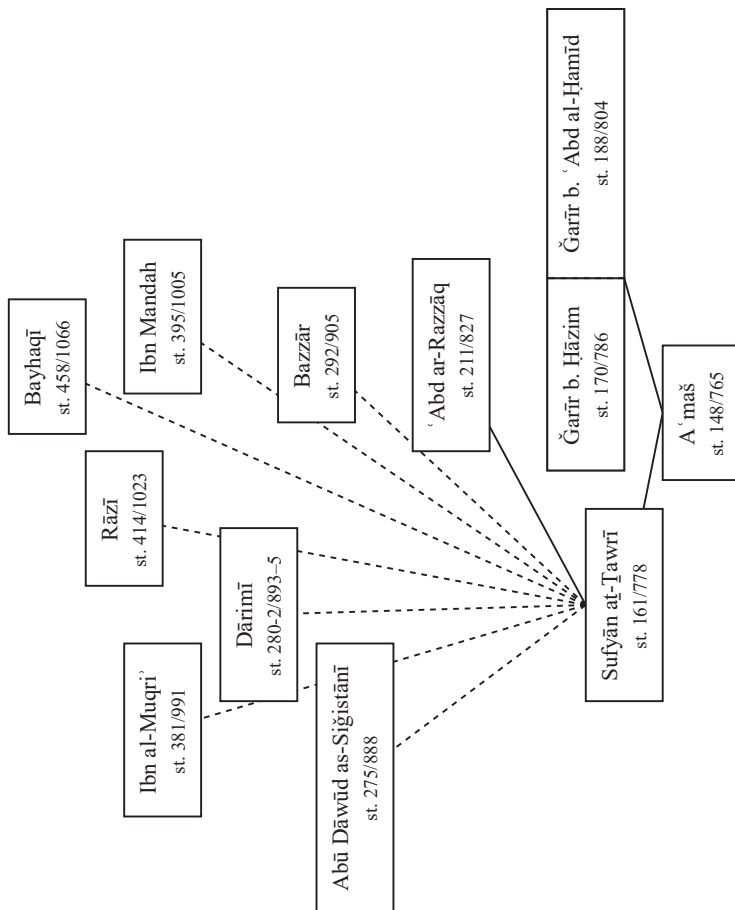 Bayhaqī
st. 458/1066
Ibn Mandah
st. 395/1005
Rāzī
st. 414/1023
Bazzār
st. 292/905
Ibn al-Muqriʾ
st. 381/991
Dārimī
st. 280-2/893–5
ʿAbd ar-Razzāq
st. 211/827
Abū Dāwūd as-Siǧistānī
st. 275/888
Ǧarīr b. Ḥāzim
st. 170/786
Ǧarīr b. ʿAbd al-Ḥamīd
st. 188/804
Sufyān aṯ-Ṯawrī
st. 161/778
Aʿmaš
st. 148/765